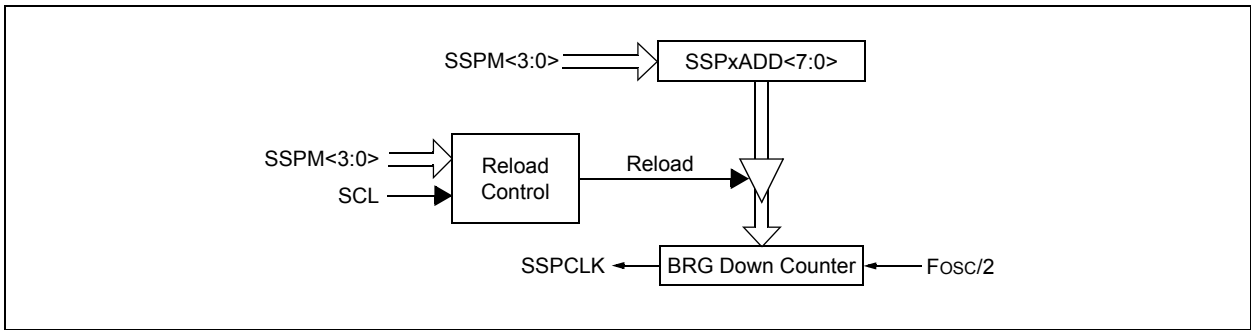 SSPM<3:0>
SSPxADD<7:0>
SSPM<3:0>
SCL
Reload
Control
Reload
SSPCLK
BRG Down Counter
FOSC/2